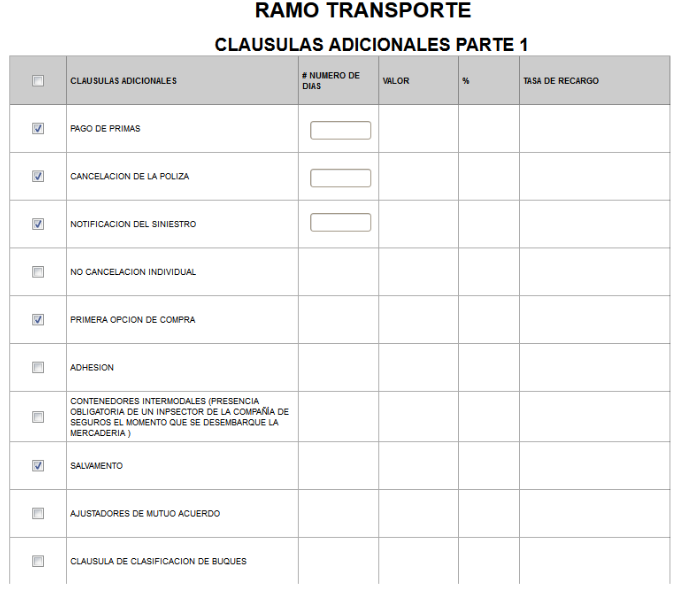 RAMO TRANSPORTE
CLAUSULAS ADICIONALES PARTE 1
CLAUSULAS ADICIONALES
# NUMERO DE
DIAS
VALOR
%
TASA DE RECARGO
PAGO DE PRIMAS
CANCELACION DE LA POLIZA
NOTIFICACION DEL SINIESTRO
NO CANCELACION INDIVIDUAL
PRIMERA OPCION DE COMPRA
ADHESION
CONTENEDORES INTERMODALES (PRESENCIA
OBLIGATORIA DE UN INPSECTOR DE LA COMPAÑÍA DE
SEGUROS EL MOMENTO QUE SE DESEMBARQUE LA
MERCADERIA )
SALVAMENTO
AJUSTADORES DE MUTUO ACUERDO
CLAUSULA DE CLASIFICACION DE BUQUES